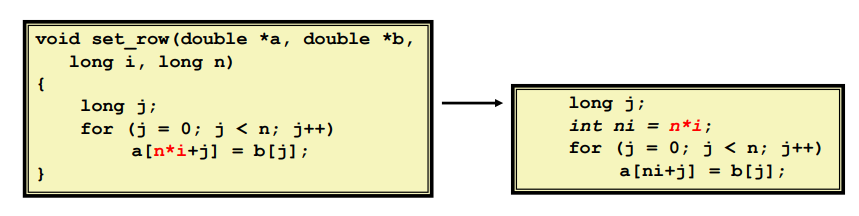 void set_row(double *a, double *b,
long i, long n)
{
long j;
for (j = 0; j < n; j++)
a[n*i+j] = b[j];
}
long j;
int ni = n*i;
for (j = 0; j < n; j++)
a[ni+j] = b[j];